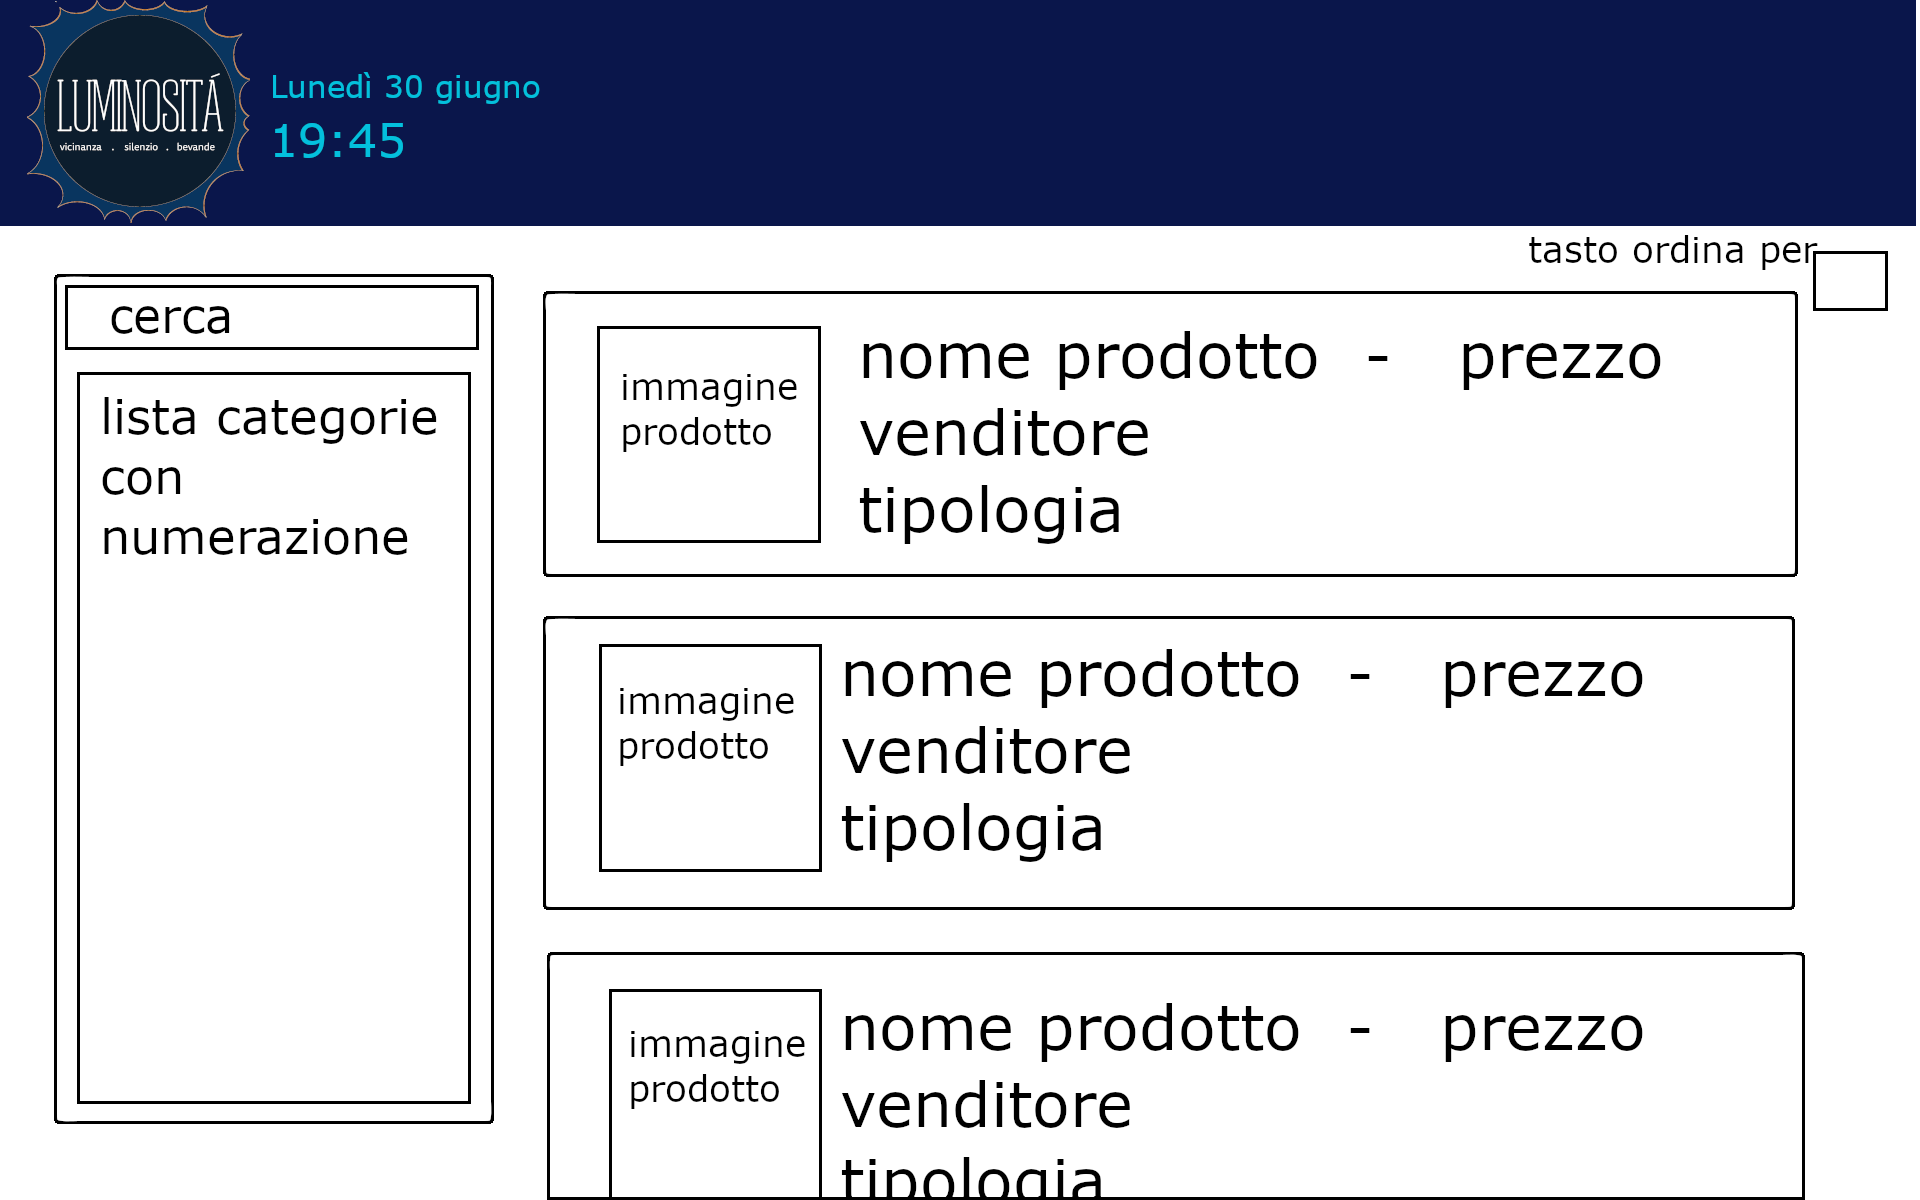 LUMINOSITÁ
vicinanza . silenzio . bevande
Lunedì 30 giugno
19:45
tasto ordina per
cerca
lista categorie
con
numerazione
immagine
prodotto
nome prodotto - prezzo
venditore
tipologia
immagine
prodotto
nome prodotto - prezzo
venditore
tipologia
immagine
prodotto
nome prodotto - prezzo
venditore
tipologia